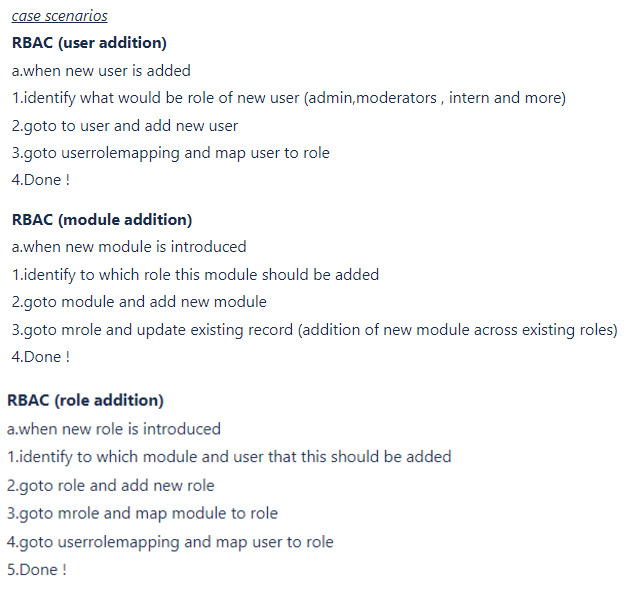 case scenarios
RBAC (user addition)
a.when new user is added
1.identify what would be role of new user (admin,moderators , intern and more)
2.goto to user and add new user
3.goto userrolemapping and map user to role
4.Done !
RBAC (module addition)
a.when new module is introduced
1.identify to which role this module should be added
2.goto module and add new module
3.goto mrole and update existing record (addition of new module across existing roles)
4.Done !
RBAC (role addition)
a.when new role is introduced
1.identify to which module and user that this should be added
2.goto role and add new role
3.goto mrole and map module to role
4.goto userrolemapping and map user to role
5.Done !